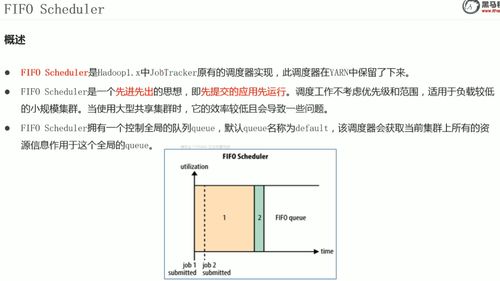 FIFO Scheduler
黑马程
概述
● FIFO Scheduler是Hadoop1.x中JobTracker原有的调度器实现，此调度器在YARN中保留了下来。
● FIFO Scheduler是一个先进先出的思想，即先提交的应用先运行。调度工作不考虑优先级和范围，适用于负载较低
的小规模集群。当使用大型共享集群时，它的效率较低且会导致一些问题。
● FIFO Scheduler拥有一个控制全局的队列queue，默认queue名称为default，该调度器会获取当前集群上所有的资
源信息作用于这个全局的queue。
FIFO Scheduler
utilization
1
2
FIFO queue
time
job 1
submitted
job 2
submitted